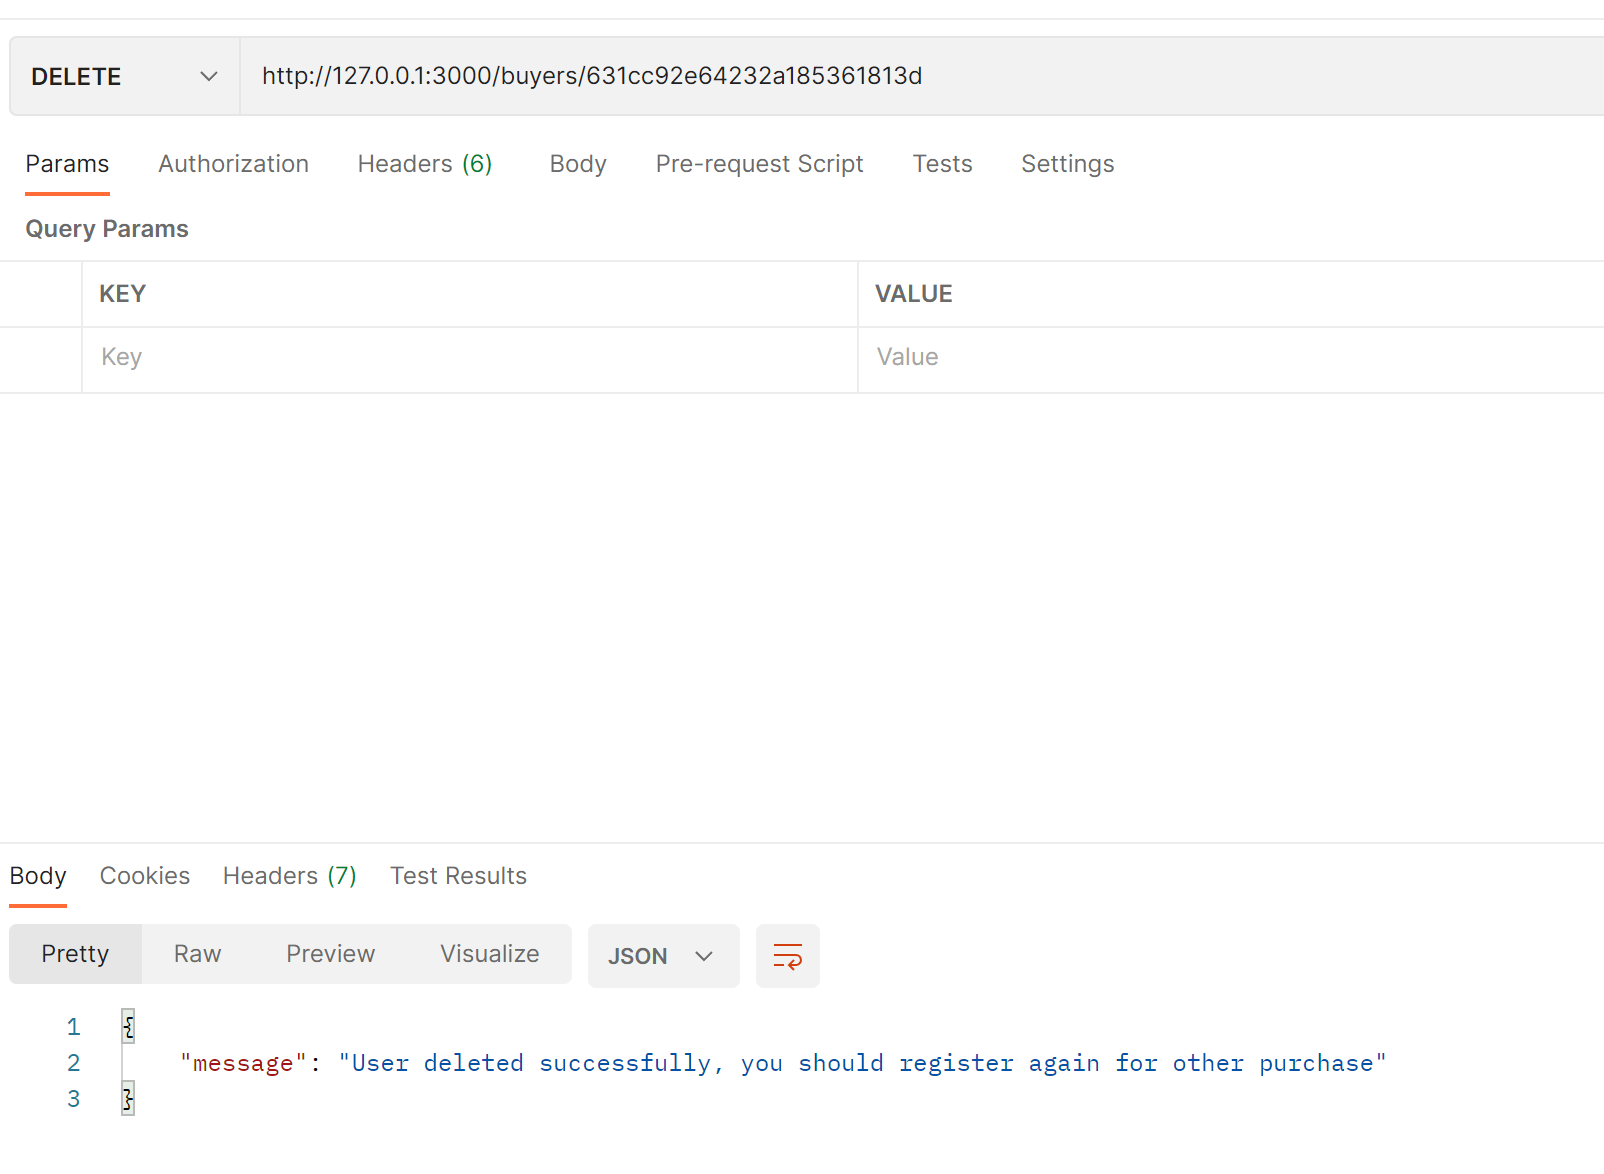 DELETE http://127.0.0.1:3000/buyers/631cc92e64232a185361813d
Params Authorization Headers (6) Body Pre-request Script Tests Settings
Query Params
KEY VALUE
Key Value
Body Cookies Headers (7) Test Results
Pretty Raw Preview Visualize JSON
1 {
2 "message": "User deleted successfully, you should register again for other purchase"
3 }